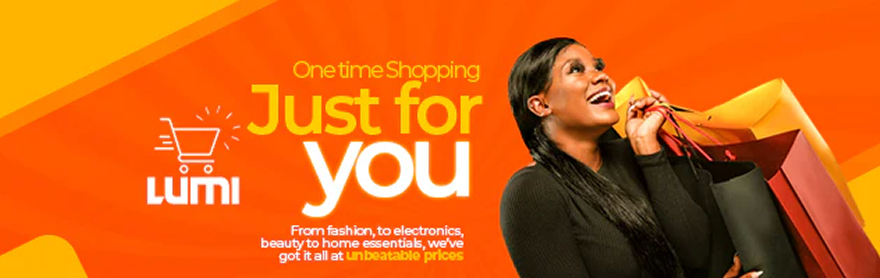 One time Shopping
Just for
you
LUMI
From fashion, to electronics,
beauty to home essentials, we've
got it all at unbeatable prices